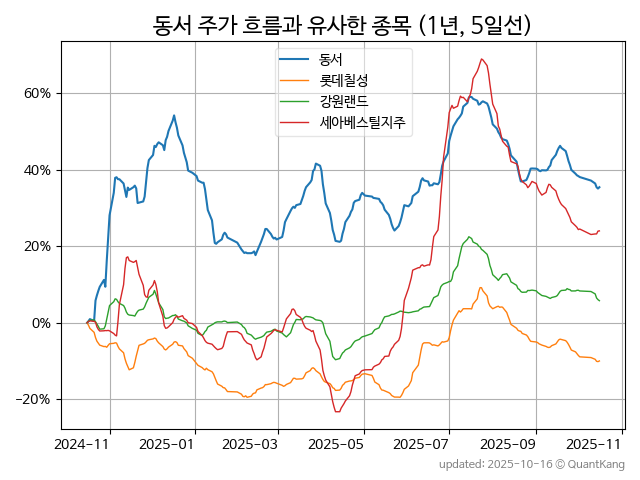 동서 주가 흐름과 유사한 종목 (1년, 5일선)
동서
롯데칠성
강원랜드
세아베스틸지주
60%
40%
20%
0%
−20%
2024-11 2025-01 2025-03 2025-05 2025-07 2025-09 2025-11
updated: 2025-10-16 © QuantKang